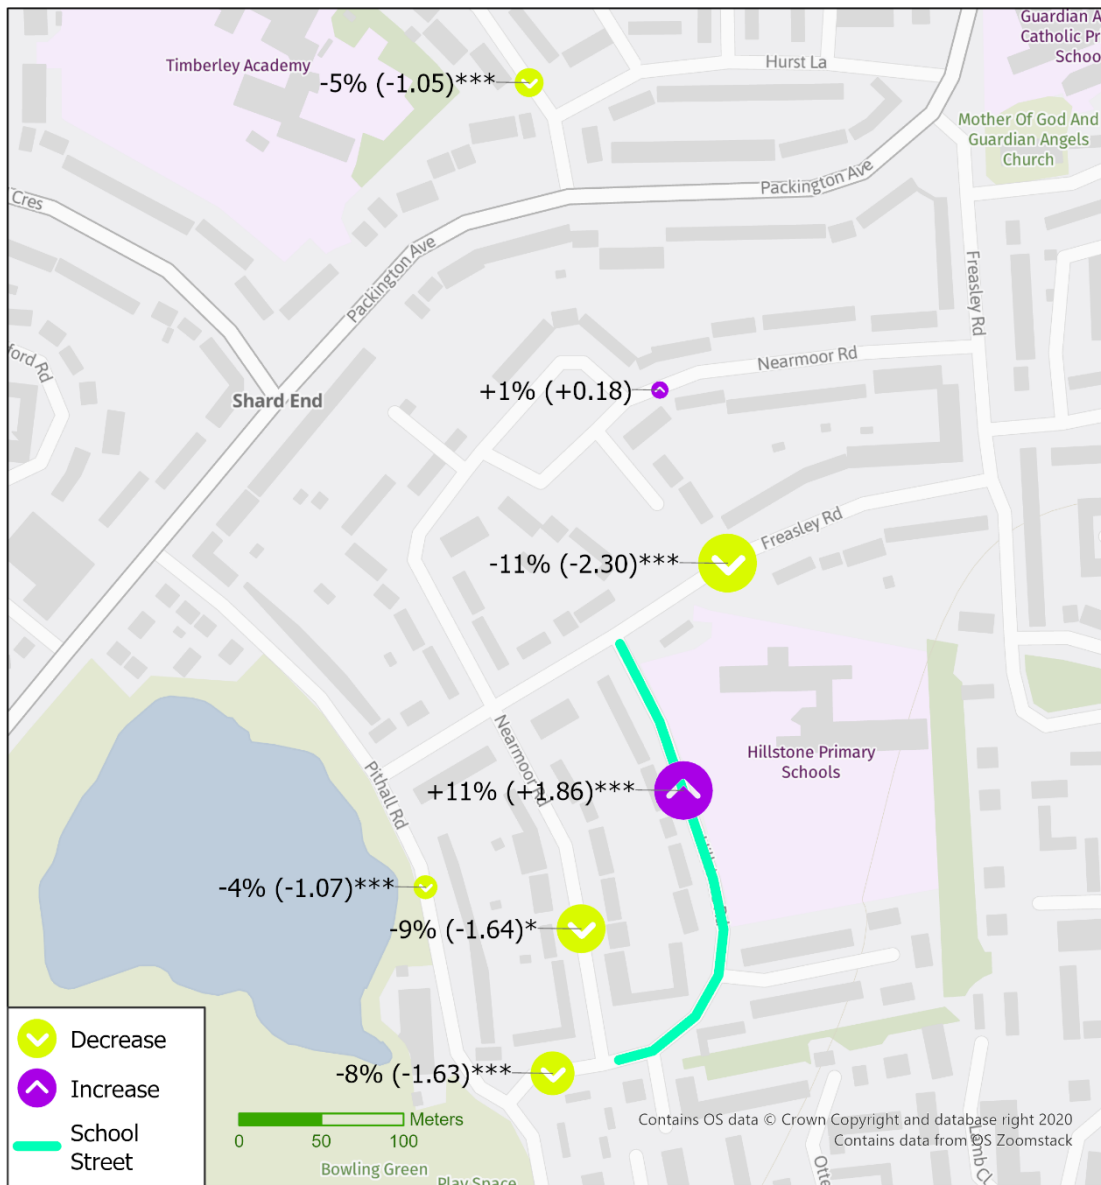 Guardian A
Catholic Pr
Schoo
Timberley Academy
Hurst La
-5% (-1.05)***
Mother Of God And
Guardian Angels
Church
Packington Ave
Cres
Packington Ave
Freasley Rd
ford Rd
Nearmoor Rd
+1% (+0.18)
Shard End
Freasley Rd
-11% (-2.30)***
Nearmoor Rd
Hillstone Primary
Schools
Pithall Rd
+11% (+1.86)***
-4% (-1.07)***
-9% (-1.64)*
-8% (-1.63)***
Decrease
Increase
School
Street
Meters
0 50 100
Contains OS data © Crown Copyright and database right 2020
Contains data from OS Zoomstack
Lamb Cl
Otte
Bowling Green
Play Space